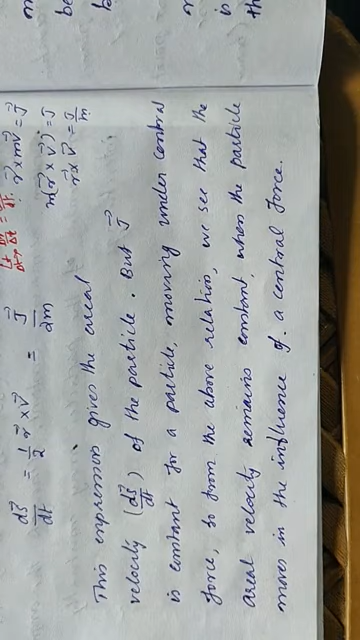 r⃗ × mv⃗ = J⃗
m(r⃗ × v⃗) = J
r⃗ × v⃗ = J/m
dS⃗/dt = 1/2 r⃗ × v⃗ = J⃗/2m
This expression gives the areal
velocity (dS⃗/dt) of the particle. But J⃗
is constant for a particle, moving under central
force, so from the above relation, we see that the
areal velocity remains constant, when the particle
moves in the influence of a central force.